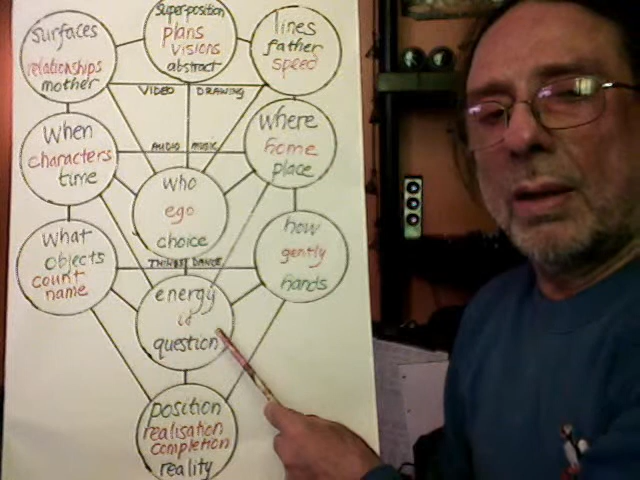 Superposition
plans
visions
abstract
surfaces
relationships
mother
lines
father
speed
VIDEO DRAWING
When
characters
time
AUDIO MUSIC
where
home
place
who
ego
choice
What
objects
count
name
how
gently
hands
THINGS DANCE
energy
id
question
position
realisation
completion
reality